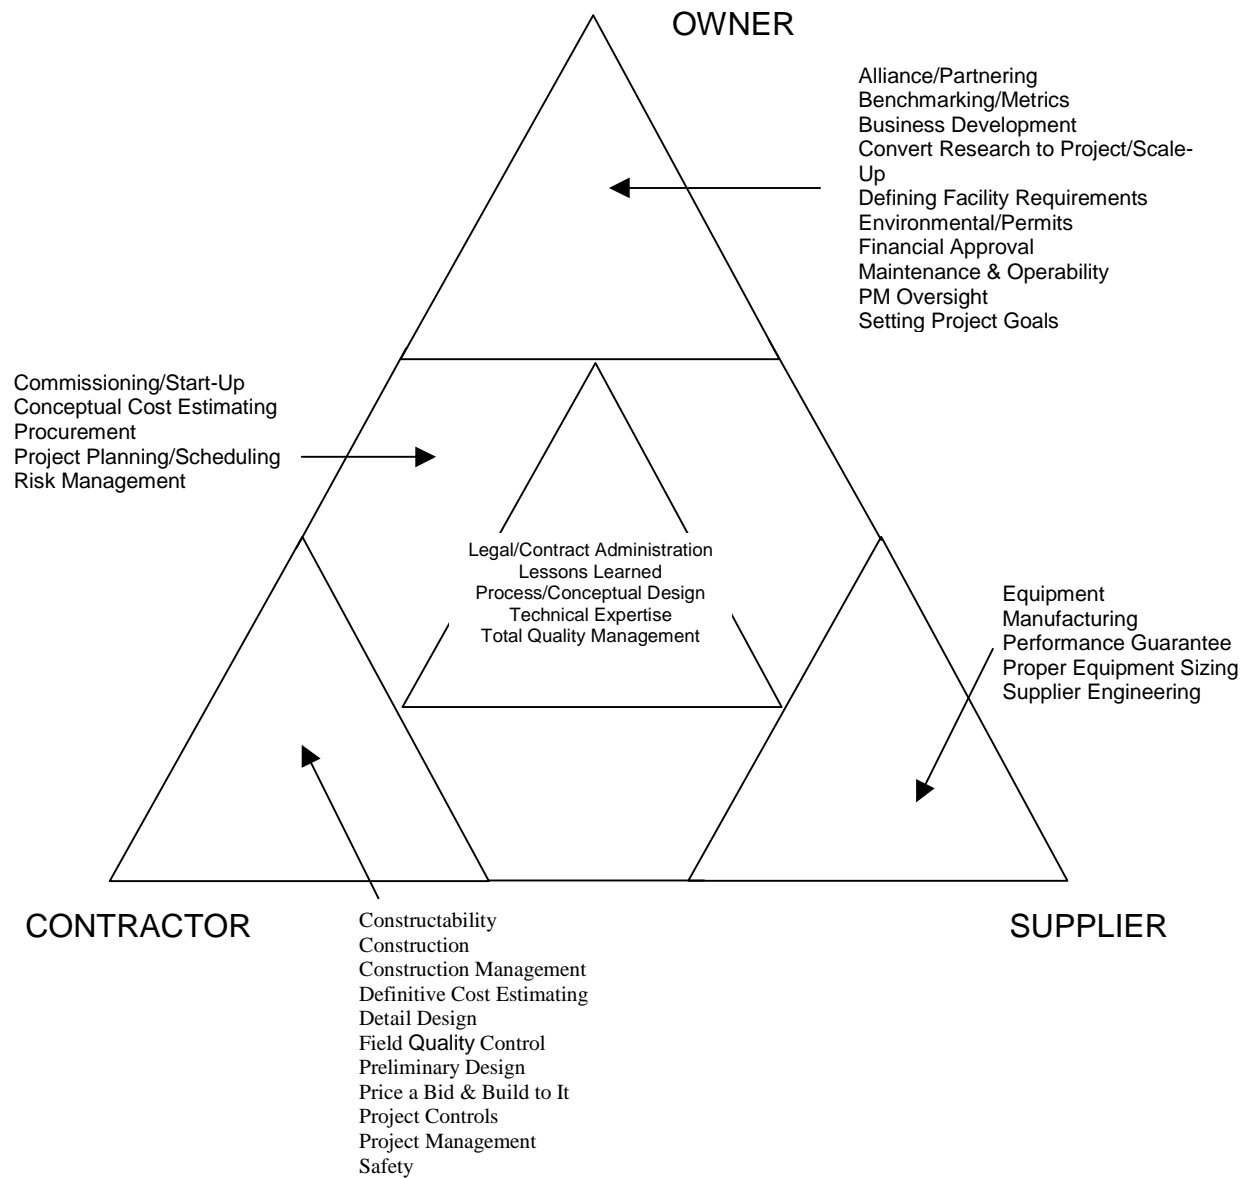 OWNER
Alliance/Partnering
Benchmarking/Metrics
Business Development
Convert Research to Project/Scale-
Up
Defining Facility Requirements
Environmental/Permits
Financial Approval
Maintenance & Operability
PM Oversight
Setting Project Goals
Commissioning/Start-Up
Conceptual Cost Estimating
Procurement
Project Planning/Scheduling
Risk Management
Legal/Contract Administration
Lessons Learned
Process/Conceptual Design
Technical Expertise
Total Quality Management
Equipment
Manufacturing
Performance Guarantee
Proper Equipment Sizing
Supplier Engineering
CONTRACTOR
SUPPLIER
Constructability
Construction
Construction Management
Definitive Cost Estimating
Detail Design
Field Quality Control
Preliminary Design
Price a Bid & Build to It
Project Controls
Project Management
Safety